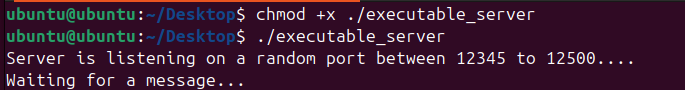 ubuntu@ubuntu:~/Desktop$ chmod +x ./executable_server
ubuntu@ubuntu:~/Desktop$ ./executable_server
Server is listening on a random port between 12345 to 12500....
Waiting for a message...